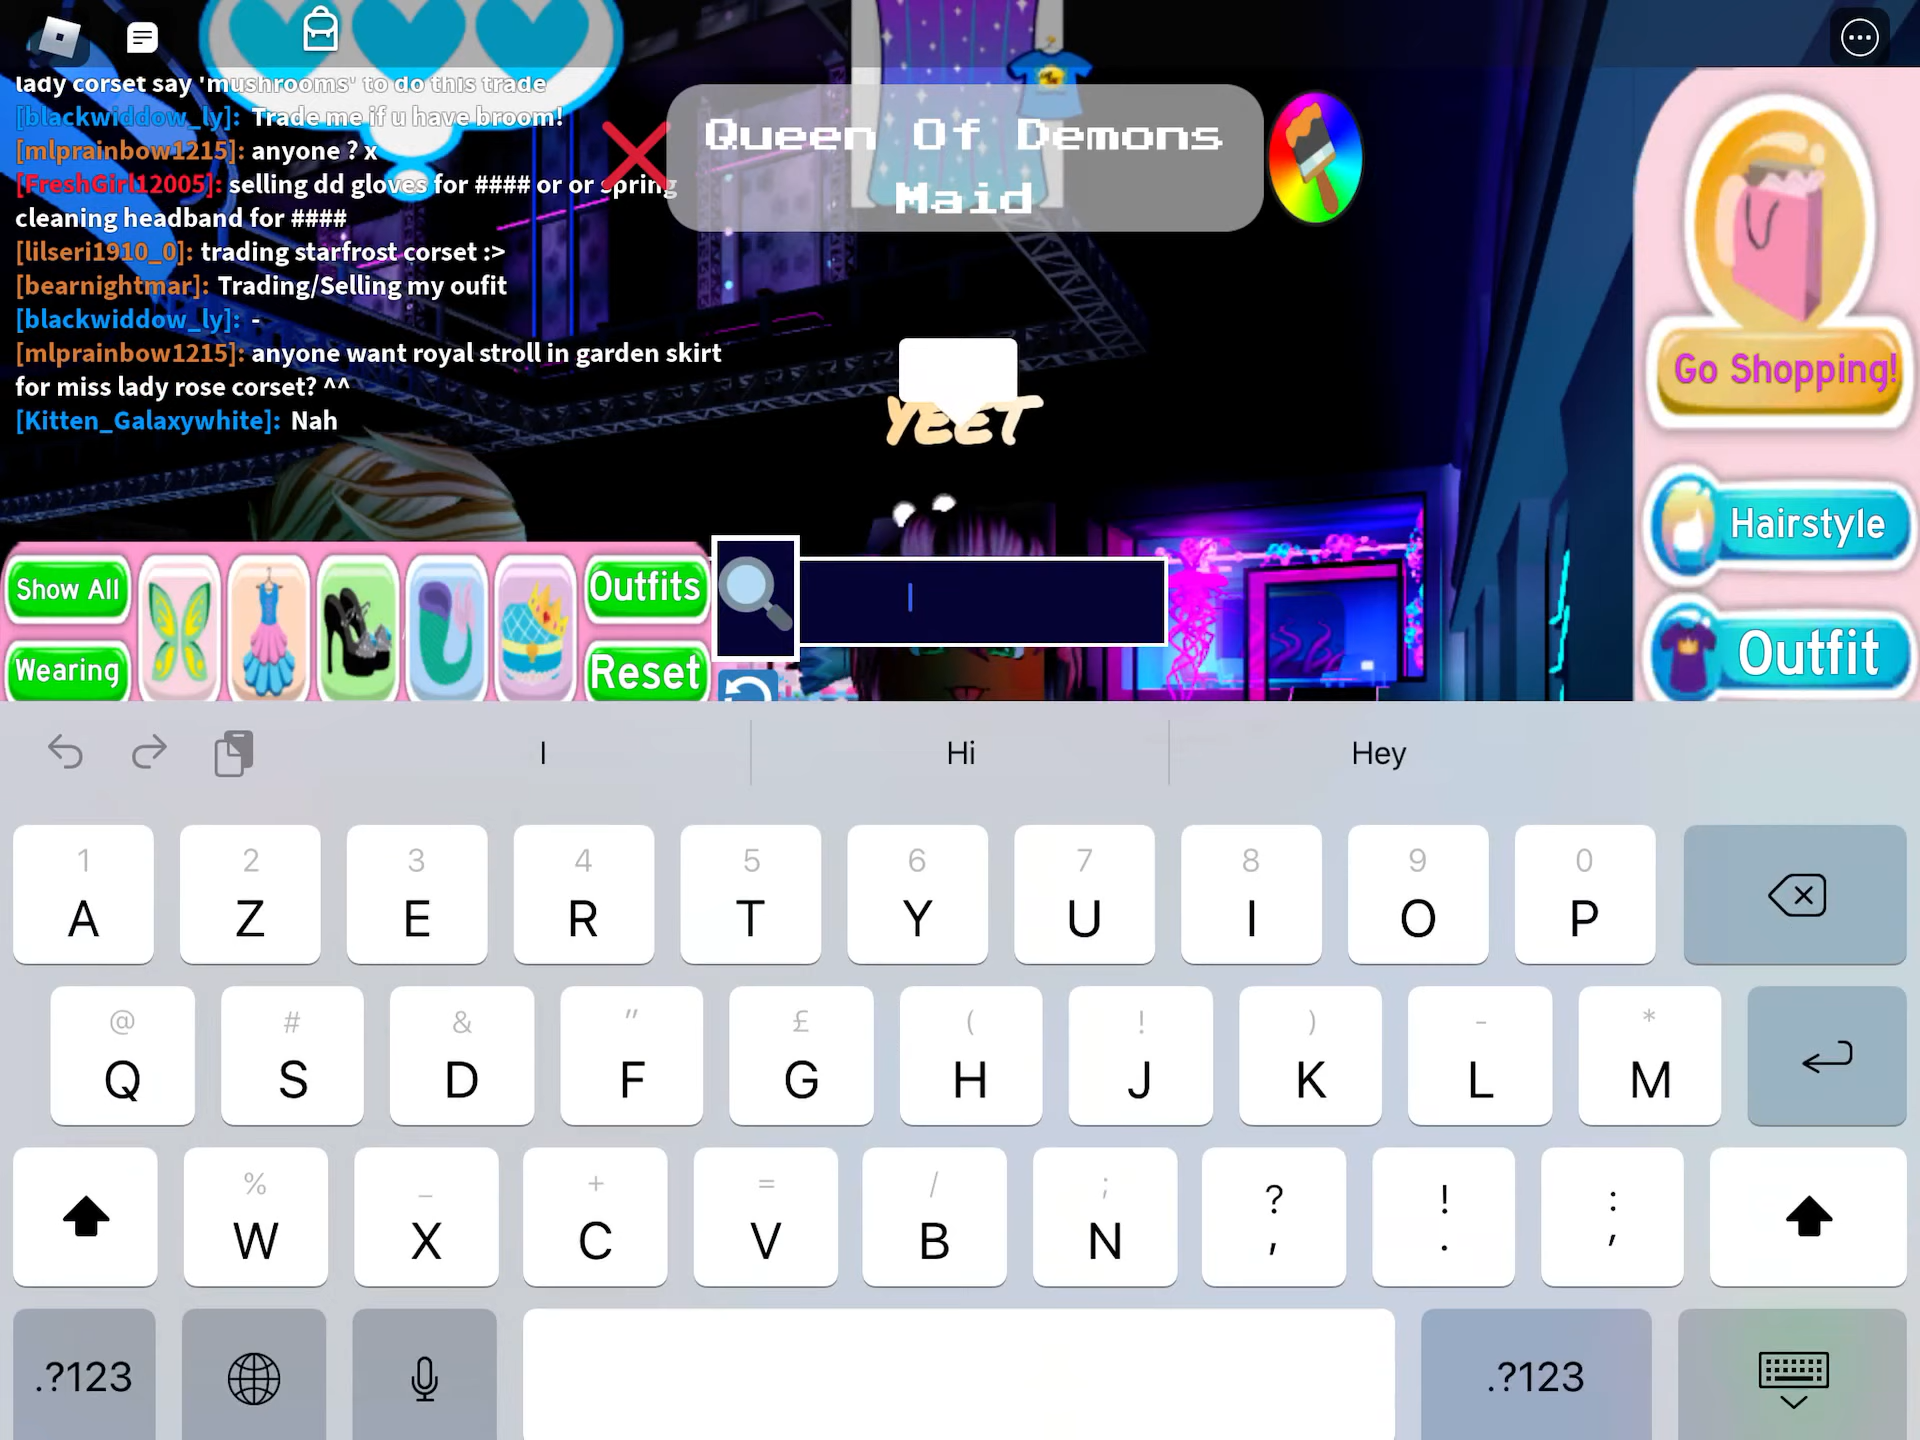 lady corset say 'mushrooms' to do this trade
[blackwiddow_ly]: Trade me if u have broom!
[mlprainbow1215]: anyone ? x
[FreshGirl12005]: selling dd gloves for #### or or spring
cleaning headband for ####
[lilseri1910_0]: trading starfrost corset :>
[bearnightmar]: Trading/Selling my oufit
[blackwiddow_ly]: -
[mlprainbow1215]: anyone want royal stroll in garden skirt
for miss lady rose corset? ^^
[Kitten_Galaxywhite]: Nah
Queen Of Demons
Maid
YEET
Go Shopping!
Hairstyle
Outfit
Show All
Wearing
Outfits
Reset
I Hi Hey
1 2 3 4 5 6 7 8 9 0
A Z E R T Y U I O P
@ # & " £ ( ! ) - *
Q S D F G H J K L M
% _ + = / ; ? ! :
W X C V B N , . '
.?123 .?123